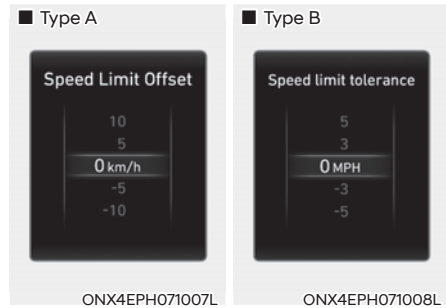 ■ Type A
Speed Limit Offset
10
5
0 km/h
-5
-10
ONX4EPH071007L
■ Type B
Speed limit tolerance
5
3
0 MPH
-3
-5
ONX4EPH071008L